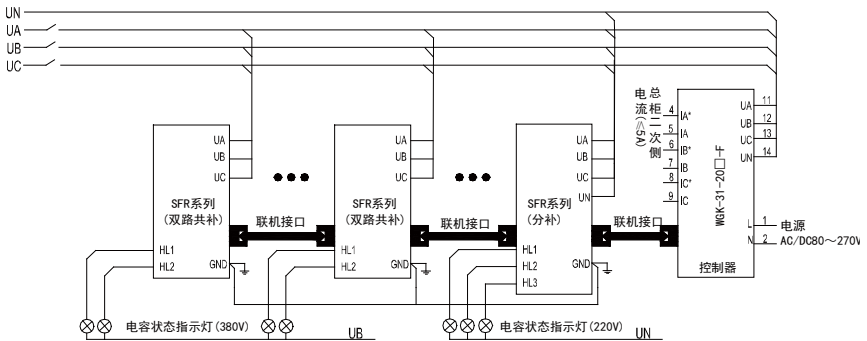 UN
UA
UB
UC
UA
UB
UC
SFR系列
(双路共补)
HL1
HL2
GND
联机接口
UA
UB
UC
SFR系列
(双路共补)
HL1
HL2
GND
联机接口
UA
UB
UC
UN
SFR系列
(分补)
HL1
HL2
HL3
GND
联机接口
总柜二次侧
电流(≤5A)
4 IA*
5 IA
6 IB*
7 IB
8 IC*
9 IC
WGK-31-20□-F
UA 11
UB 12
UC 13
UN 14
L 1 电源
N 2 AC/DC80～270V
控制器
电容状态指示灯(380V)
UB
电容状态指示灯(220V)
UN